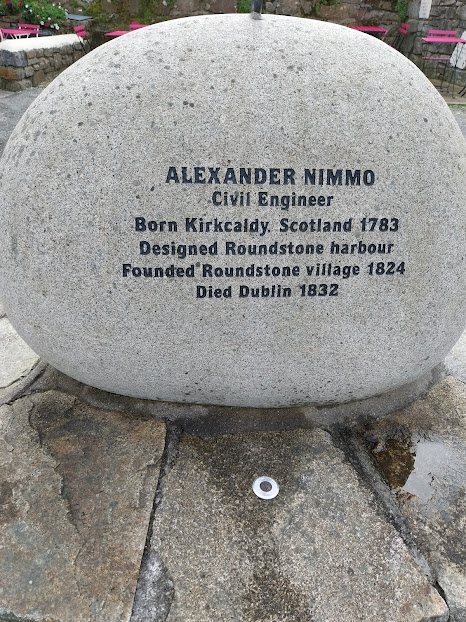 ALEXANDER NIMMO
Civil Engineer
Born Kirkcaldy, Scotland 1783
Designed Roundstone harbour
Founded Roundstone village 1824
Died Dublin 1832